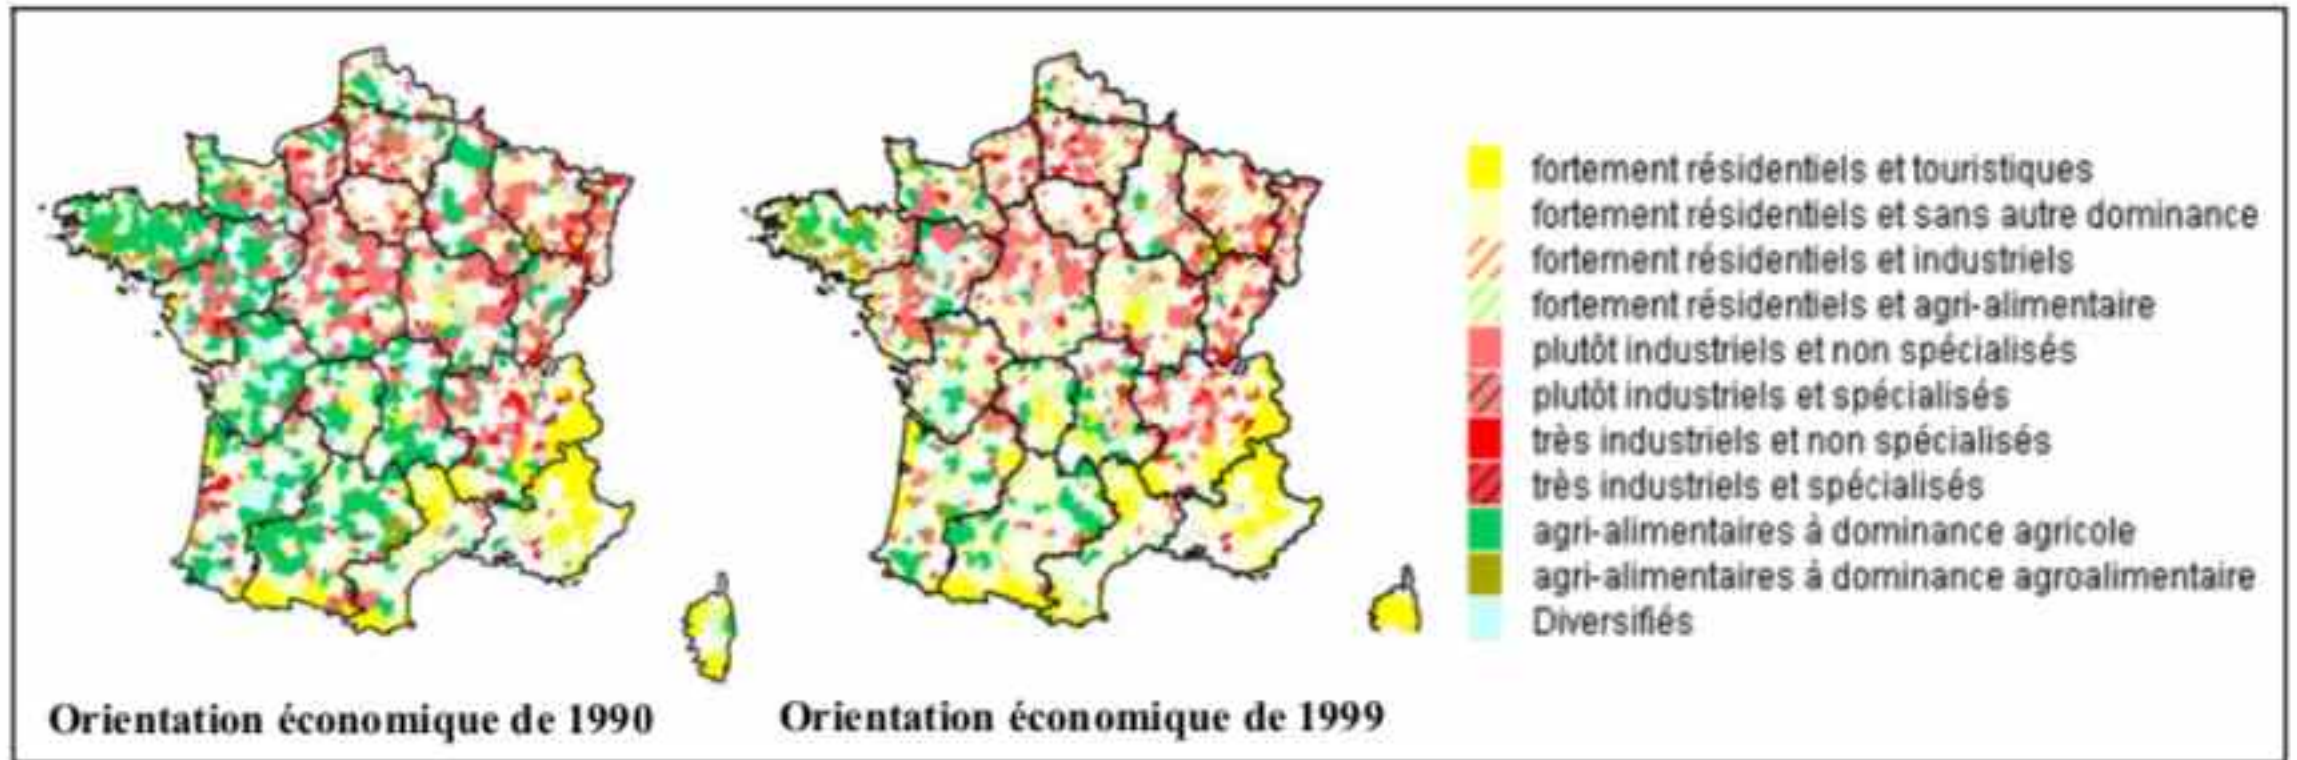 fortement résidentiels et touristiques
fortement résidentiels et sans autre dominance
fortement résidentiels et industriels
fortement résidentiels et agri-alimentaire
plutôt industriels et non spécialisés
plutôt industriels et spécialisés
très industriels et non spécialisés
très industriels et spécialisés
agri-alimentaires à dominance agricole
agri-alimentaires á dominance agroalimentaire
Diversifiés
Orientation économique de 1990
Orientation économique de 1999